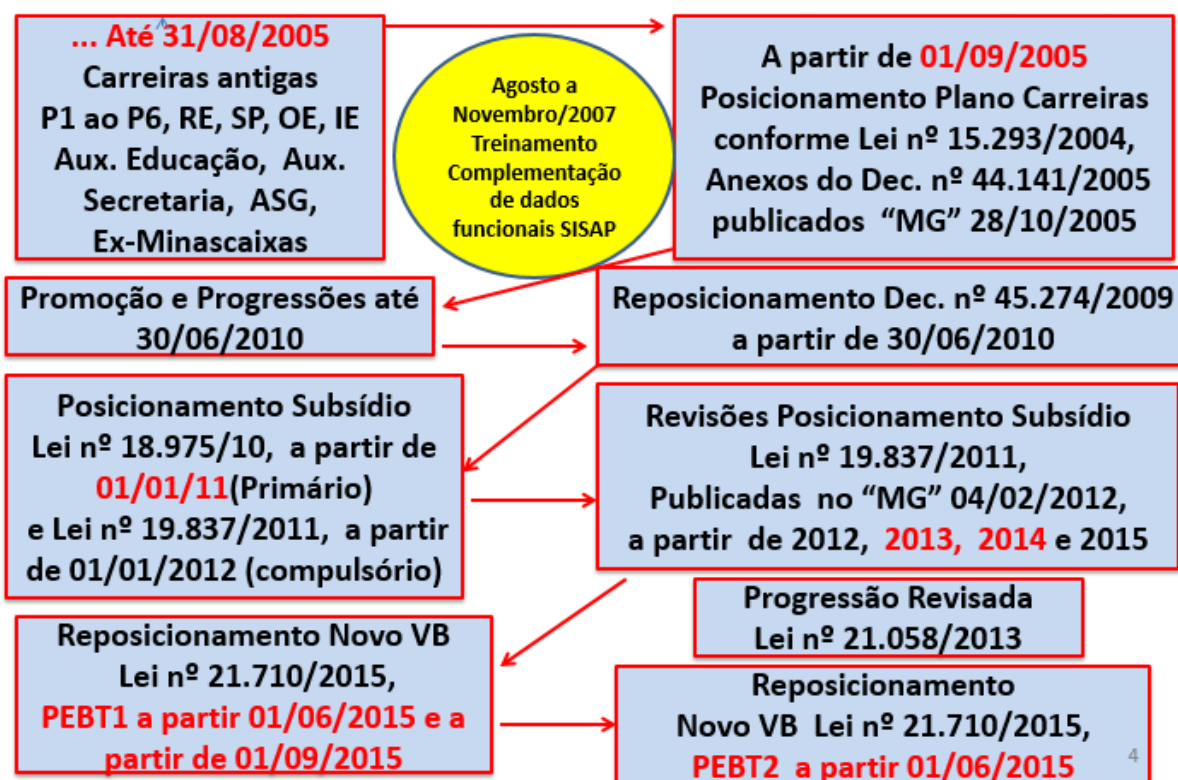 ... Até 31/08/2005
Carreiras antigas
P1 ao P6, RE, SP, OE, IE
Aux. Educação, Aux.
Secretaria, ASG,
Ex-Minascaixas
Agosto a
Novembro/2007
Treinamento
Complementação
de dados
funcionais SISAP
A partir de 01/09/2005
Posicionamento Plano Carreiras
conforme Lei nº 15.293/2004,
Anexos do Dec. nº 44.141/2005
publicados “MG” 28/10/2005
Promoção e Progressões até
30/06/2010
Reposicionamento Dec. nº 45.274/2009
a partir de 30/06/2010
Posicionamento Subsídio
Lei nº 18.975/10, a partir de
01/01/11(Primário)
e Lei nº 19.837/2011, a partir
de 01/01/2012 (compulsório)
Revisões Posicionamento Subsídio
Lei nº 19.837/2011,
Publicadas no “MG” 04/02/2012,
a partir de 2012, 2013, 2014 e 2015
Progressão Revisada
Lei nº 21.058/2013
Reposicionamento Novo VB
Lei nº 21.710/2015,
PEBT1 a partir 01/06/2015 e a
partir de 01/09/2015
Reposicionamento
Novo VB Lei nº 21.710/2015,
PEBT2 a partir 01/06/2015
4